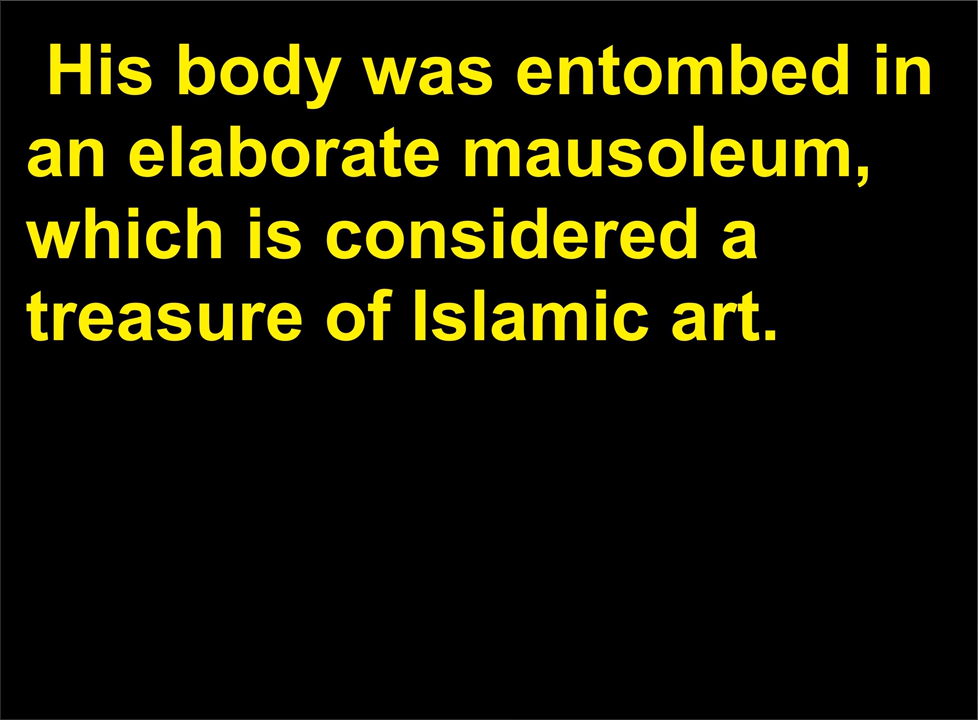 His body was entombed in
an elaborate mausoleum,
which is considered a
treasure of Islamic art.